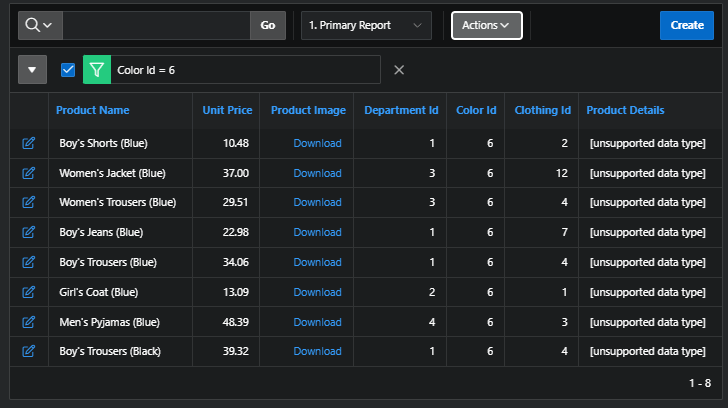 Go 1. Primary Report Actions Create
Color Id = 6
Product Name Unit Price Product Image Department Id Color Id Clothing Id Product Details
Boy's Shorts (Blue) 10.48 Download 1 6 2 [unsupported data type]
Women's Jacket (Blue) 37.00 Download 3 6 12 [unsupported data type]
Women's Trousers (Blue) 29.51 Download 3 6 4 [unsupported data type]
Boy's Jeans (Blue) 22.98 Download 1 6 7 [unsupported data type]
Boy's Trousers (Blue) 34.06 Download 1 6 4 [unsupported data type]
Girl's Coat (Blue) 13.09 Download 2 6 1 [unsupported data type]
Men's Pyjamas (Blue) 48.39 Download 4 6 3 [unsupported data type]
Boy's Trousers (Black) 39.32 Download 1 6 4 [unsupported data type]
1 - 8